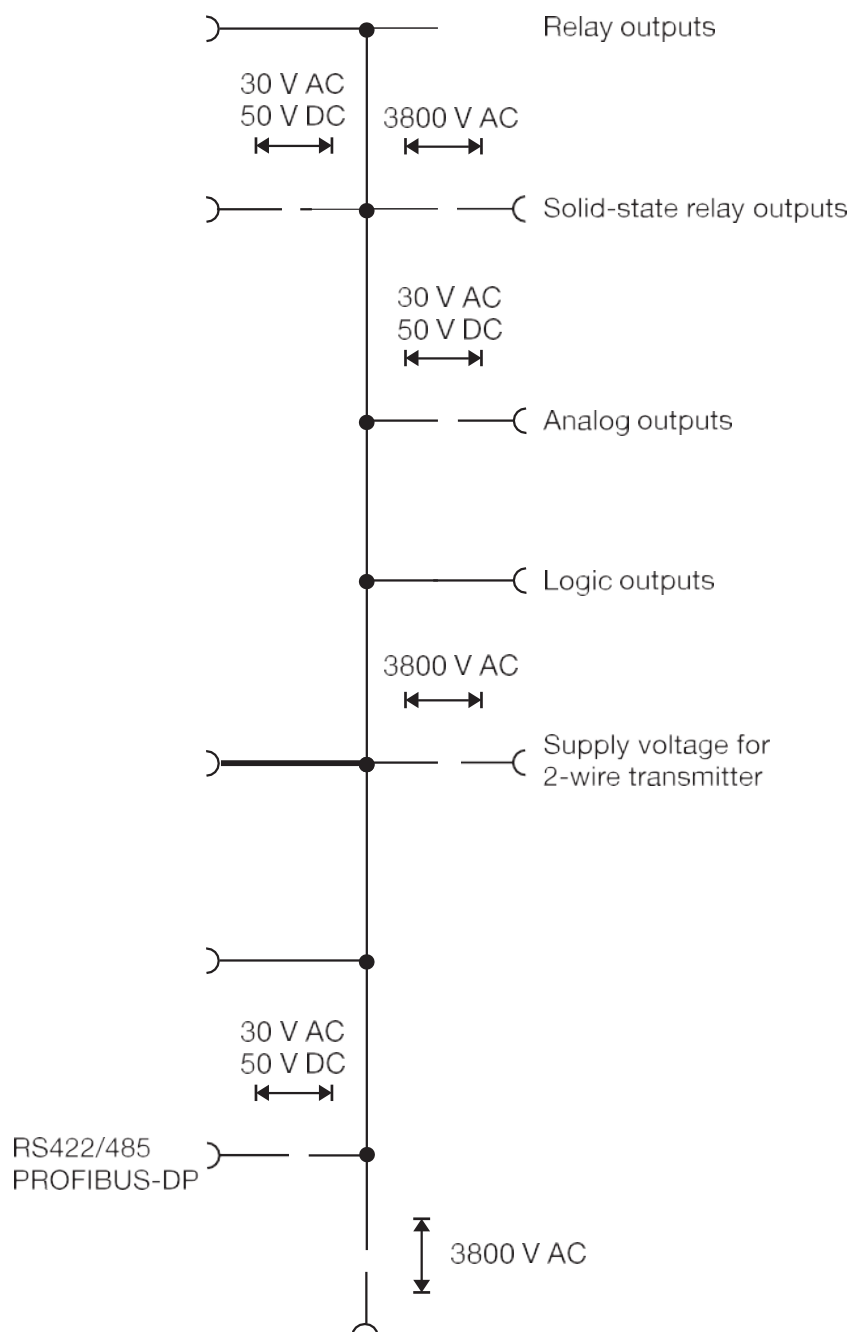 Relay outputs
30 V AC
50 V DC
3800 V AC
Solid-state relay outputs
30 V AC
50 V DC
Analog outputs
Logic outputs
3800 V AC
Supply voltage for
2-wire transmitter
30 V AC
50 V DC
RS422/485
PROFIBUS-DP
3800 V AC